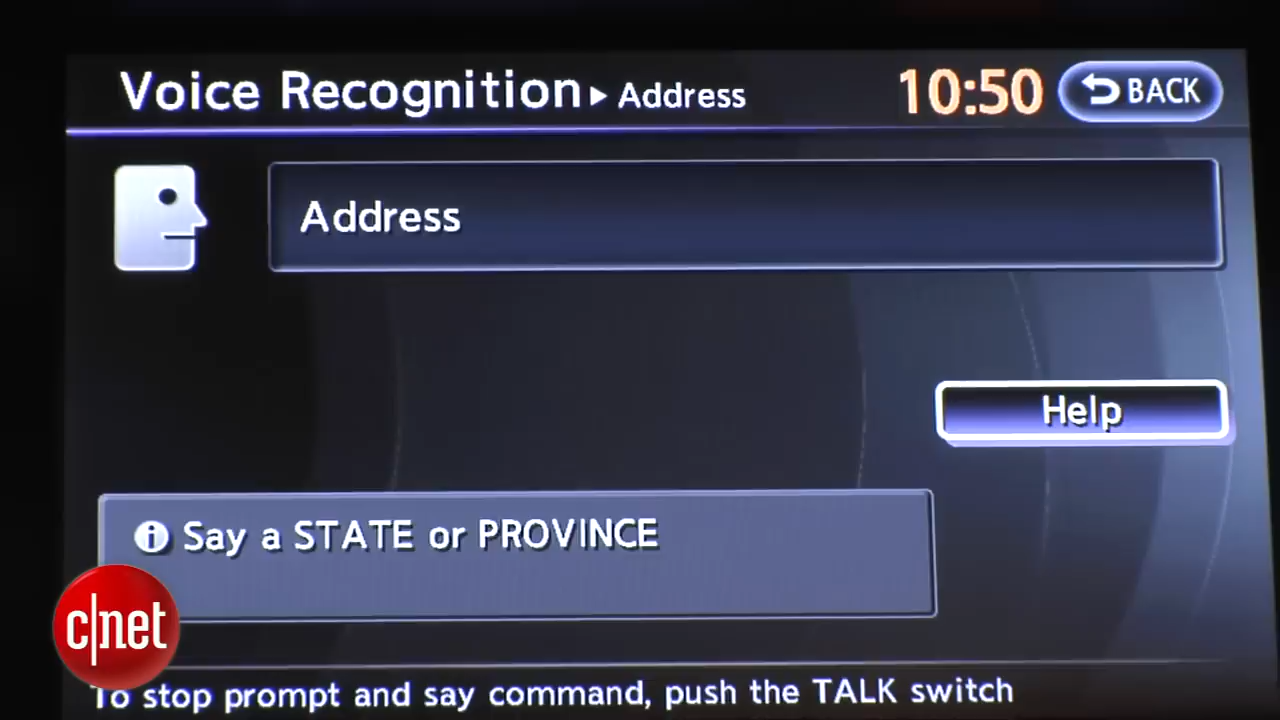 Voice Recognition ▸ Address 10:50 BACK
Address
Help
i Say a STATE or PROVINCE
c|net
To stop prompt and say command, push the TALK switch